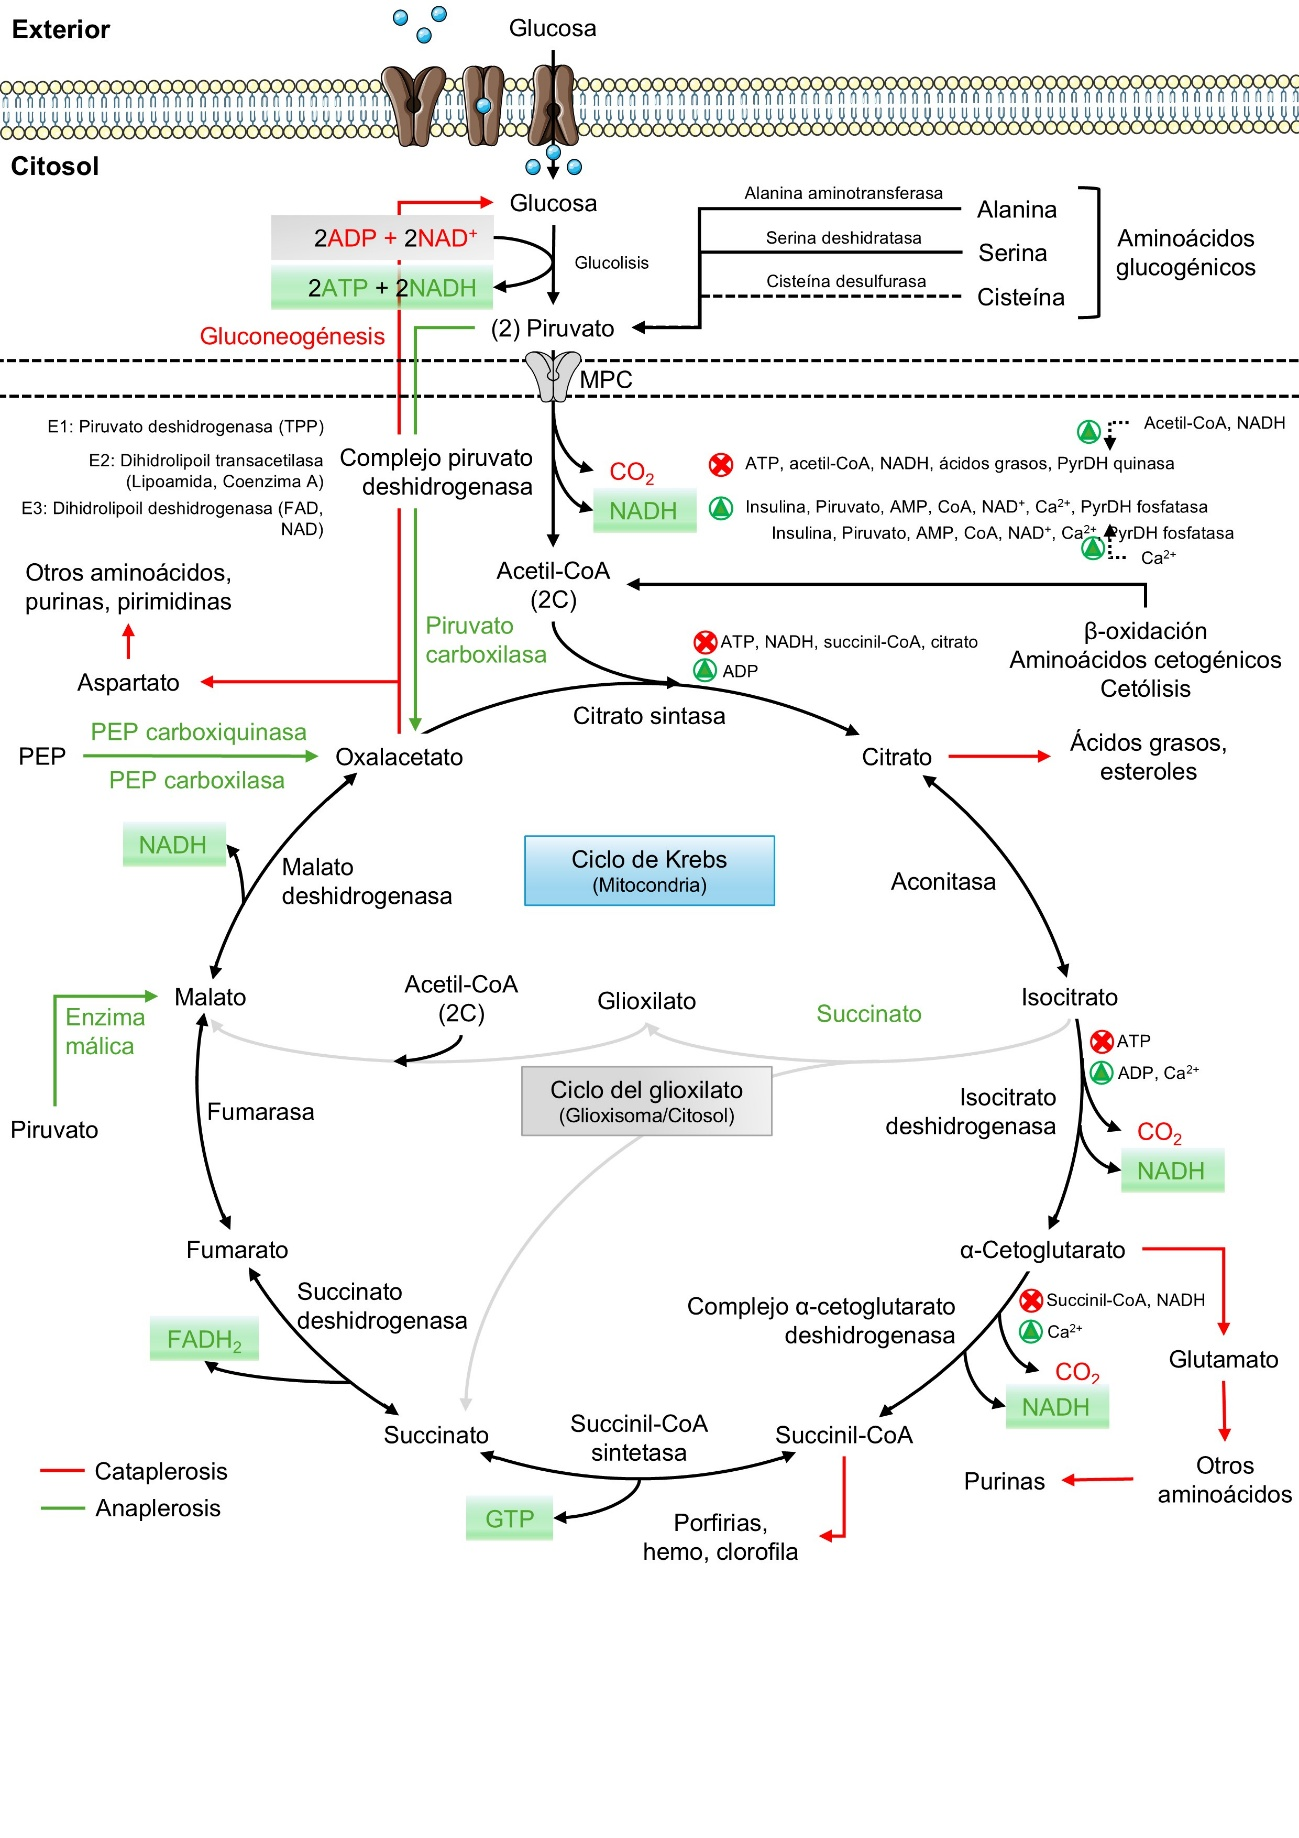 Exterior
Glucosa
Citosol
Glucosa
2ADP + 2NAD⁺
2ATP + 2NADH
Glucolisis
Alanina aminotransferasa
Alanina
Serina deshidratasa
Serina
Cisteína desulfurasa
Cisteína
Aminoácidos
glucogénicos
Gluconeogénesis
(2) Piruvato
MPC
E1: Piruvato deshidrogenasa (TPP)
E2: Dihidrolipoil transacetilasa
(Lipoamida, Coenzima A)
E3: Dihidrolipoil deshidrogenasa (FAD,
NAD)
Complejo piruvato
deshidrogenasa
CO₂
NADH
Acetil-CoA, NADH
ATP, acetil-CoA, NADH, ácidos grasos, PyrDH quinasa
Insulina, Piruvato, AMP, CoA, NAD⁺, Ca²⁺, PyrDH fosfatasa
Insulina, Piruvato, AMP, CoA, NAD⁺, Ca²⁺, PyrDH fosfatasa
Ca²⁺
Otros aminoácidos,
purinas, pirimidinas
Acetil-CoA
(2C)
Piruvato
carboxilasa
ATP, NADH, succinil-CoA, citrato
ADP
β-oxidación
Aminoácidos cetogénicos
Cetólisis
Aspartato
Citrato sintasa
PEP carboxiquinasa
PEP
PEP carboxilasa
Oxalacetato
Citrato
Ácidos grasos,
esteroles
NADH
Malato
deshidrogenasa
Ciclo de Krebs
(Mitocondria)
Aconitasa
Malato
Acetil-CoA
(2C)
Glioxilato
Succinato
Isocitrato
Enzima
málica
Piruvato
ATP
ADP, Ca²⁺
Ciclo del glioxilato
(Glioxisoma/Citosol)
Fumarasa
Isocitrato
deshidrogenasa
CO₂
NADH
Fumarato
α-Cetoglutarato
Succinato
deshidrogenasa
FADH₂
Complejo α-cetoglutarato
deshidrogenasa
Succinil-CoA, NADH
Ca²⁺
CO₂
NADH
Glutamato
Succinato
Succinil-CoA
sintetasa
Succinil-CoA
GTP
Porfirias,
hemo, clorofila
Purinas
Otros
aminoácidos
Cataplerosis
Anaplerosis